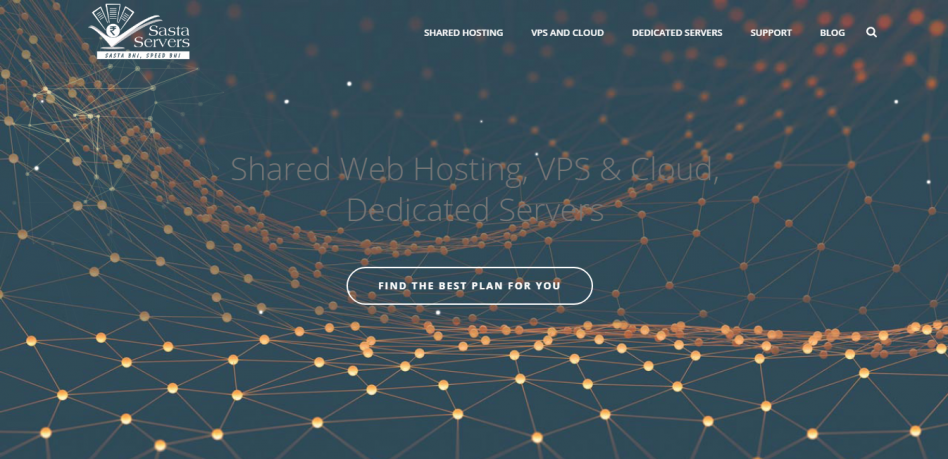 Sasta
Servers
SASTA BHI, SPEED BHI
SHARED HOSTING
VPS AND CLOUD
DEDICATED SERVERS
SUPPORT
BLOG
Shared Web Hosting, VPS & Cloud,
Dedicated Servers
FIND THE BEST PLAN FOR YOU